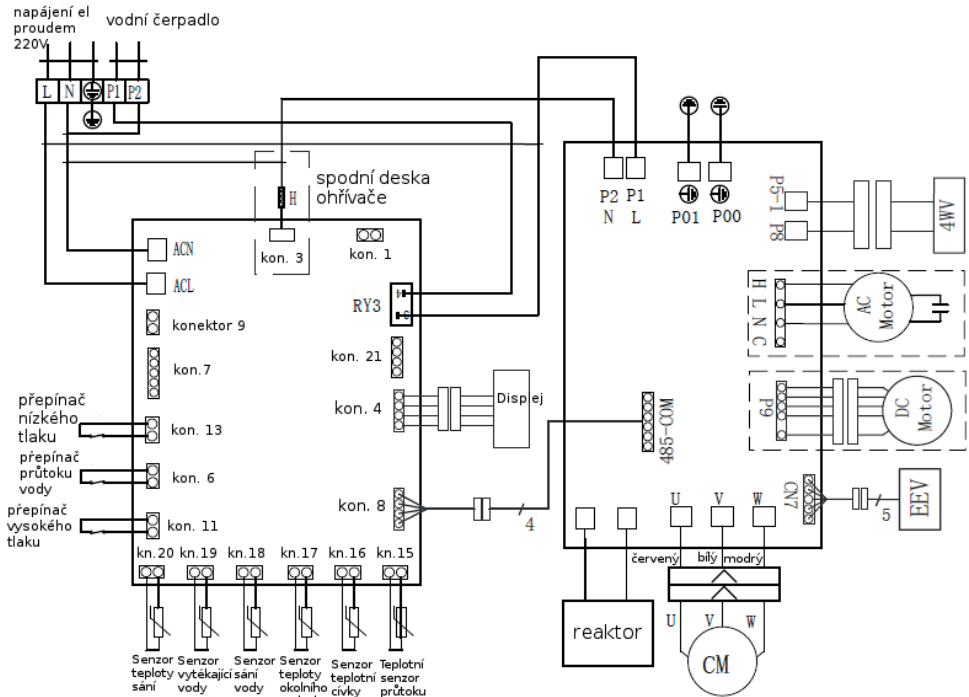 napájení el
proudem
220V
vodní čerpadlo
L N P1 P2
spodní deska
ohřívače
H
kon. 3
kon. 1
ACN
ACL
RY3
konektor 9
kon.7
kon. 21
kon. 4
Displej
přepínač
nízkého
tlaku
kon. 13
přepínač
průtoku
vody
kon. 6
přepínač
vysokého
tlaku
kon. 11
kon. 8
4
kn.20 kn.19 kn.18 kn.17 kn.16 kn.15
Senzor
teploty
sání
Senzor
vytékající
vody
Senzor
sání
vody
Senzor
teploty
okolního
Senzor
teplotní
cívky
Teplotní
senzor
průtoku
P2 P1
N L
P01 P00
P5-1
P8
4WV
H L N C
AC
Motor
P9
DC
Motor
485-COM
CN7
5
EEV
U V W
červený bílý modrý
U V W
CM
reaktor